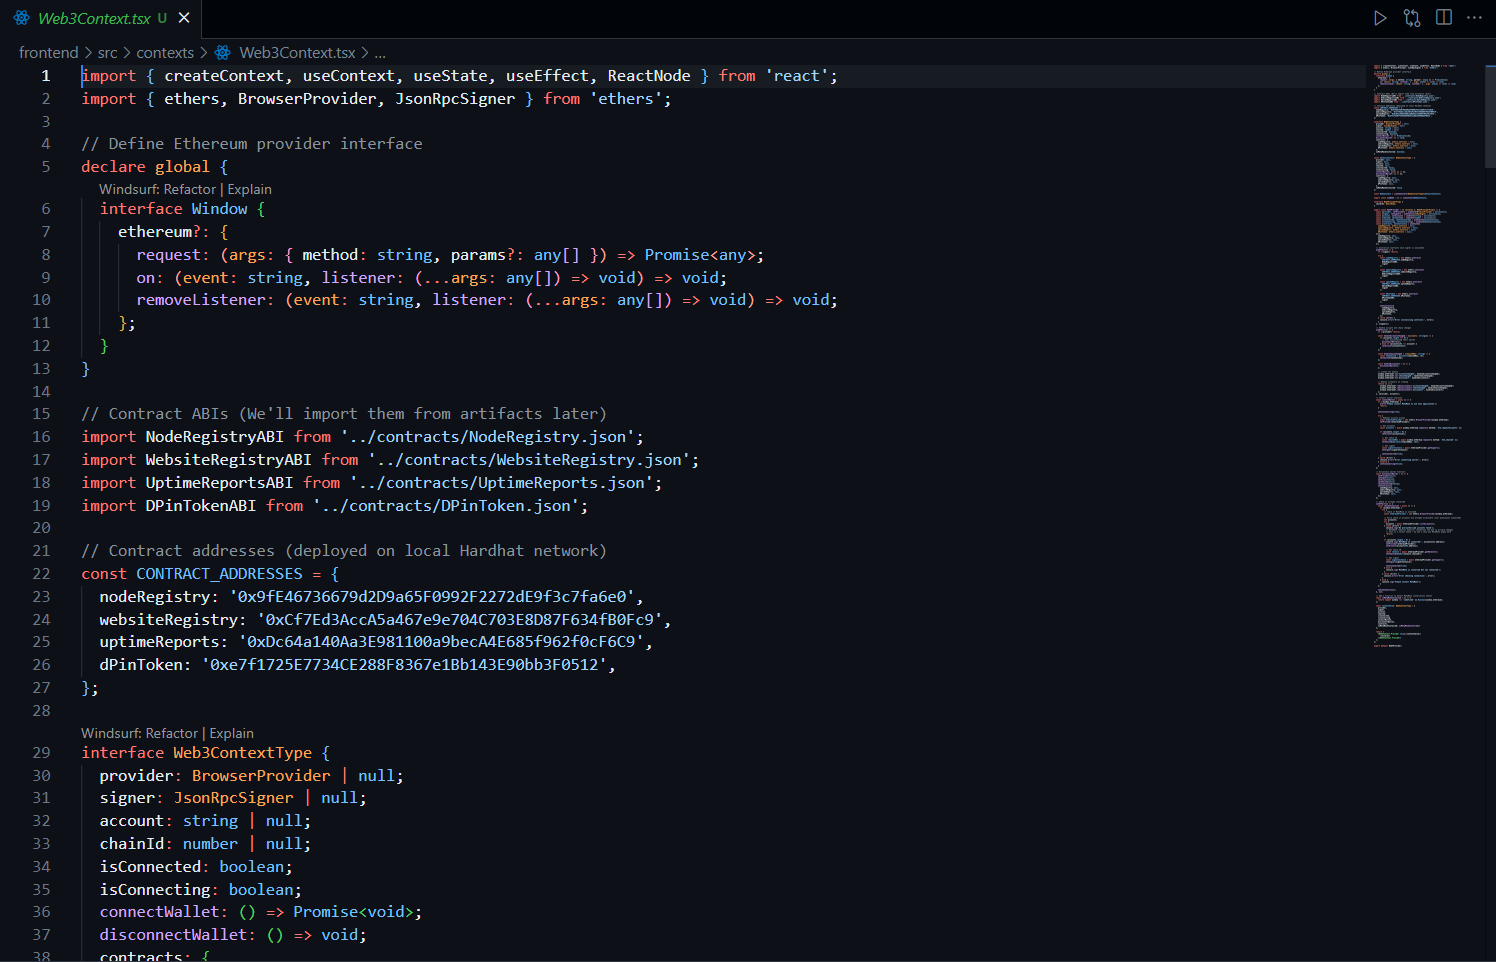 Web3Context.tsx U
frontend > src > contexts > Web3Context.tsx > ...
1 import { createContext, useContext, useState, useEffect, ReactNode } from 'react';
2 import { ethers, BrowserProvider, JsonRpcSigner } from 'ethers';
3
4 // Define Ethereum provider interface
5 declare global {
Windsurf: Refactor | Explain
6 interface Window {
7 ethereum?: {
8 request: (args: { method: string, params?: any[] }) => Promise<any>;
9 on: (event: string, listener: (...args: any[]) => void) => void;
10 removeListener: (event: string, listener: (...args: any[]) => void) => void;
11 };
12 }
13 }
14
15 // Contract ABIs (We'll import them from artifacts later)
16 import NodeRegistryABI from '../contracts/NodeRegistry.json';
17 import WebsiteRegistryABI from '../contracts/WebsiteRegistry.json';
18 import UptimeReportsABI from '../contracts/UptimeReports.json';
19 import DPinTokenABI from '../contracts/DPinToken.json';
20
21 // Contract addresses (deployed on local Hardhat network)
22 const CONTRACT_ADDRESSES = {
23 nodeRegistry: '0x9fE46736679d2D9a65F0992F2272dE9f3c7fa6e0',
24 websiteRegistry: '0xCf7Ed3AccA5a467e9e704C703E8D87F634fB0Fc9',
25 uptimeReports: '0xDc64a140Aa3E981100a9becA4E685f962f0cF6C9',
26 dPinToken: '0xe7f1725E7734CE288F8367e1Bb143E90bb3F0512',
27 };
28
Windsurf: Refactor | Explain
29 interface Web3ContextType {
30 provider: BrowserProvider | null;
31 signer: JsonRpcSigner | null;
32 account: string | null;
33 chainId: number | null;
34 isConnected: boolean;
35 isConnecting: boolean;
36 connectWallet: () => Promise<void>;
37 disconnectWallet: () => void;
38 contracts: {